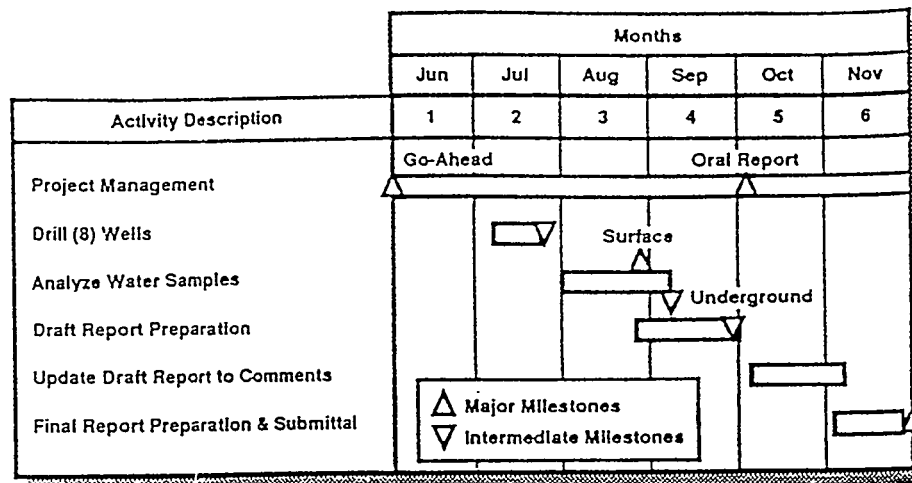 Months
Jun Jul Aug Sep Oct Nov
Activity Description 1 2 3 4 5 6
Go-Ahead Oral Report
Project Management
Drill (8) Wells
Surface
Analyze Water Samples
Underground
Draft Report Preparation
Update Draft Report to Comments
Major Milestones
Final Report Preparation & Submittal
Intermediate Milestones